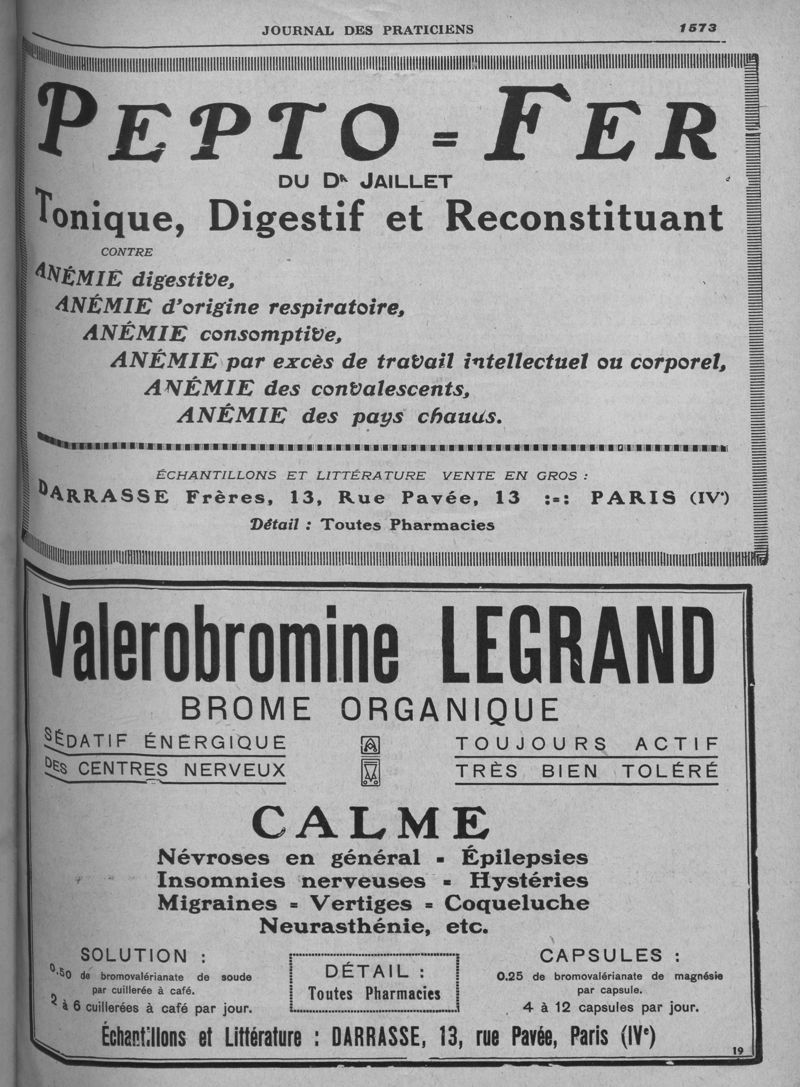 JOURNAL DES PRATICIENS 1573
PEPTO=FER
DU DR JAILLET
Tonique, Digestif et Reconstituant
CONTRE
ANÉMIE digestive,
ANÉMIE d'origine respiratoire,
ANÉMIE consomptive,
ANÉMIE par excès de travail intellectuel ou corporel,
ANÉMIE des convalescents,
ANÉMIE des pays chauds.
ÉCHANTILLONS ET LITTÉRATURE VENTE EN GROS :
DARRASSE Frères, 13, Rue Pavée, 13 :-: PARIS (IVe)
Détail : Toutes Pharmacies
Valerobromine LEGRAND
BROME ORGANIQUE
SÉDATIF ÉNERGIQUE TOUJOURS ACTIF
DES CENTRES NERVEUX TRÈS BIEN TOLÉRÉ
CALME
Névroses en général - Épilepsies
Insomnies nerveuses - Hystéries
Migraines - Vertiges - Coqueluche
Neurasthénie, etc.
SOLUTION :
0.50 de bromovalérianate de soude
par cuillerée à café.
2 à 6 cuillerées à café par jour.
DÉTAIL :
Toutes Pharmacies
CAPSULES :
0.25 de bromovalérianate de magnésie
par capsule.
4 à 12 capsules par jour.
Échantillons et Littérature : DARRASSE, 13, rue Pavée, Paris (IVe)
19